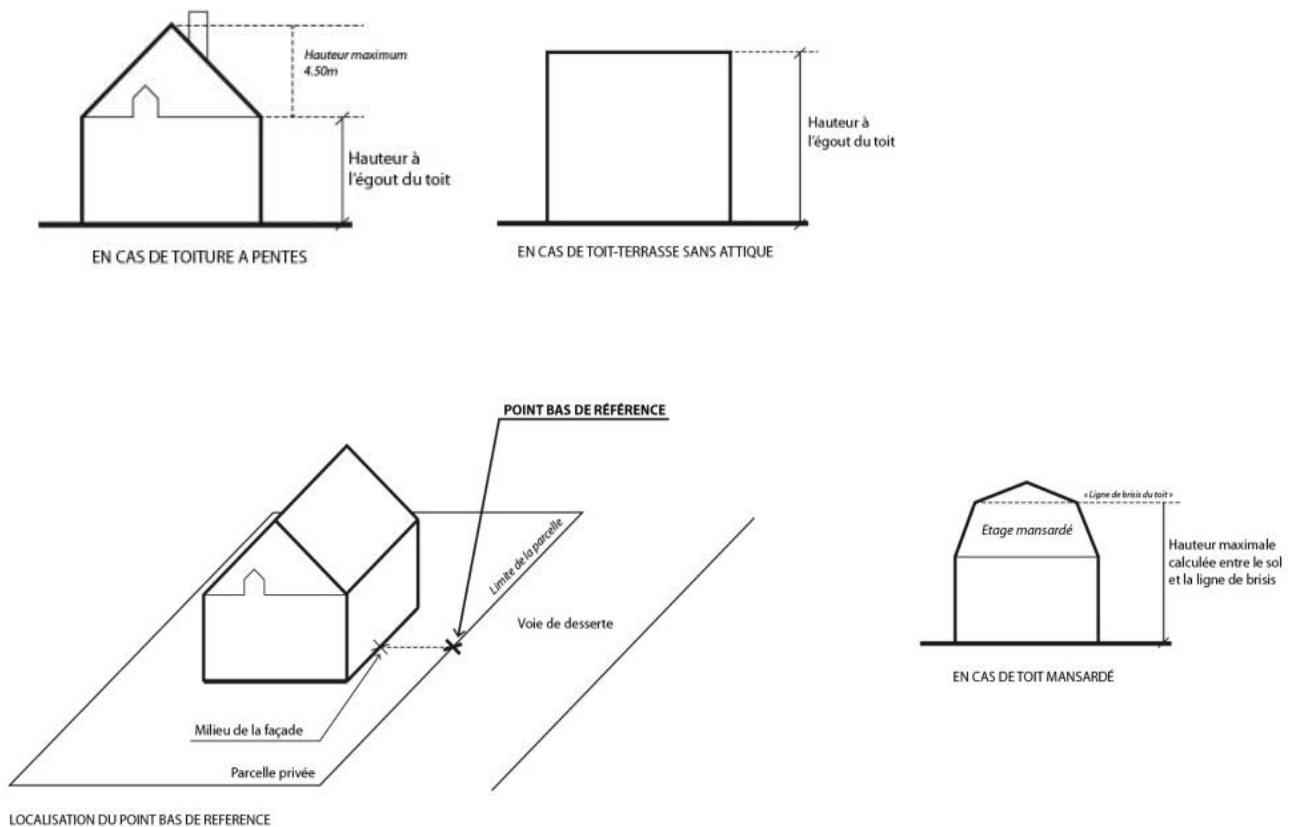 Hauteur maximum
4.50m
Hauteur à
l'égout du toit
EN CAS DE TOITURE A PENTES
Hauteur à
l'égout du toit
EN CAS DE TOIT-TERRASSE SANS ATTIQUE
POINT BAS DE RÉFÉRENCE
Limite de la parcelle
Voie de desserte
Milieu de la façade
Parcelle privée
LOCALISATION DU POINT BAS DE REFERENCE
« Ligne de brisis du toit »
Etage mansardé
Hauteur maximale
calculée entre le sol
et la ligne de brisis
EN CAS DE TOIT MANSARDÉ